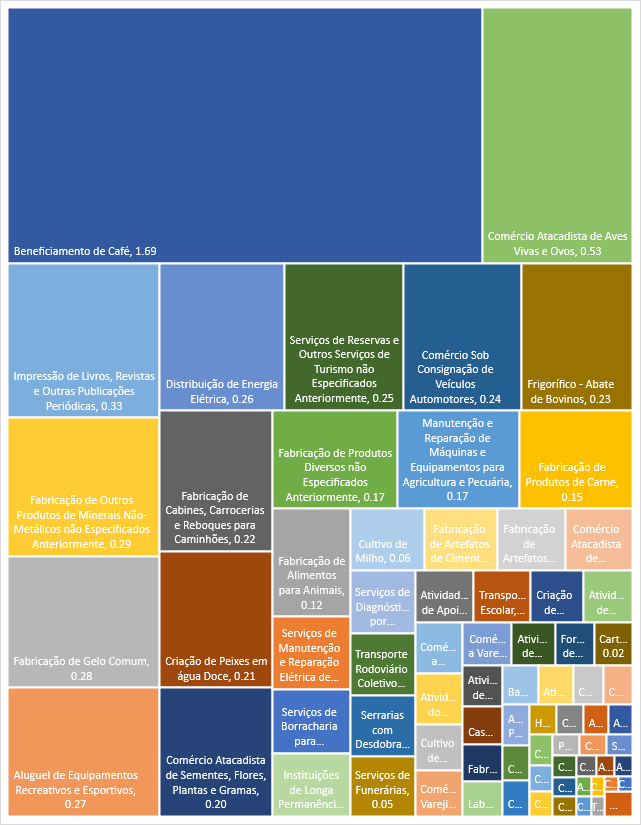 Beneficiamento de Café, 1.69
Comércio Atacadista de Aves
Vivas e Ovos, 0.53
Impressão de Livros, Revistas
e Outras Publicações
Periódicas, 0.33
Distribuição de Energia
Elétrica, 0.26
Serviços de Reservas e
Outros Serviços de
Turismo não
Especificados
Anteriormente, 0.25
Comércio Sob
Consignação de
Veículos
Automotores, 0.24
Frigorífico - Abate
de Bovinos, 0.23
Fabricação de Outros
Produtos de Minerais Não-
Metálicos não Especificados
Anteriormente, 0.29
Fabricação de
Cabines, Carrocerias
e Reboques para
Caminhões, 0.22
Fabricação de Produtos
Diversos não
Especificados
Anteriormente, 0.17
Manutenção e
Reparação de
Máquinas e
Equipamentos para
Agricultura e Pecuária,
0.17
Fabricação de
Produtos de Carne,
0.15
Fabricação de Gelo Comum,
0.28
Criação de Peixes em
água Doce, 0.21
Fabricação de
Alimentos
para Animais,
0.12
Cultivo de
Milho, 0.06
Fabricação
de Artefatos
de Ciment...
Fabricação
de
Artefatos...
Comércio
Atacadista
de...
Serviços de
Diagnósti...
por...
Atividad...
de Apoi...
Transpo...
Escolar,...
Criação
de...
Ativid...
de...
Serviços de
Manutenção
e Reparação
Elétrica de...
Transporte
Rodoviário
Coletivo...
Comé...
a...
Comé...
a Vare...
Ativi...
de...
For...
de...
Cart...
0.02
Aluguel de Equipamentos
Recreativos e Esportivos,
0.27
Comércio Atacadista
de Sementes, Flores,
Plantas e Gramas,
0.20
Serviços de
Borracharia
para...
Serrarias
com
Desdobra...
Ativid...
do...
Ativi...
de...
Ba...
Ati...
C...
C...
Cas...
A...
P...
H...
C...
A...
A...
Instituições
de Longa
Permanênci...
Serviços de
Funerárias,
0.05
Cultivo
de...
Fabr...
C...
C...
P...
C...
S...
C...
C...
C...
A...
A...
Comé...
Vareji...
Lab...
C...
C...
C...
C...
A...
C...
C...
C...
C...
T...
...